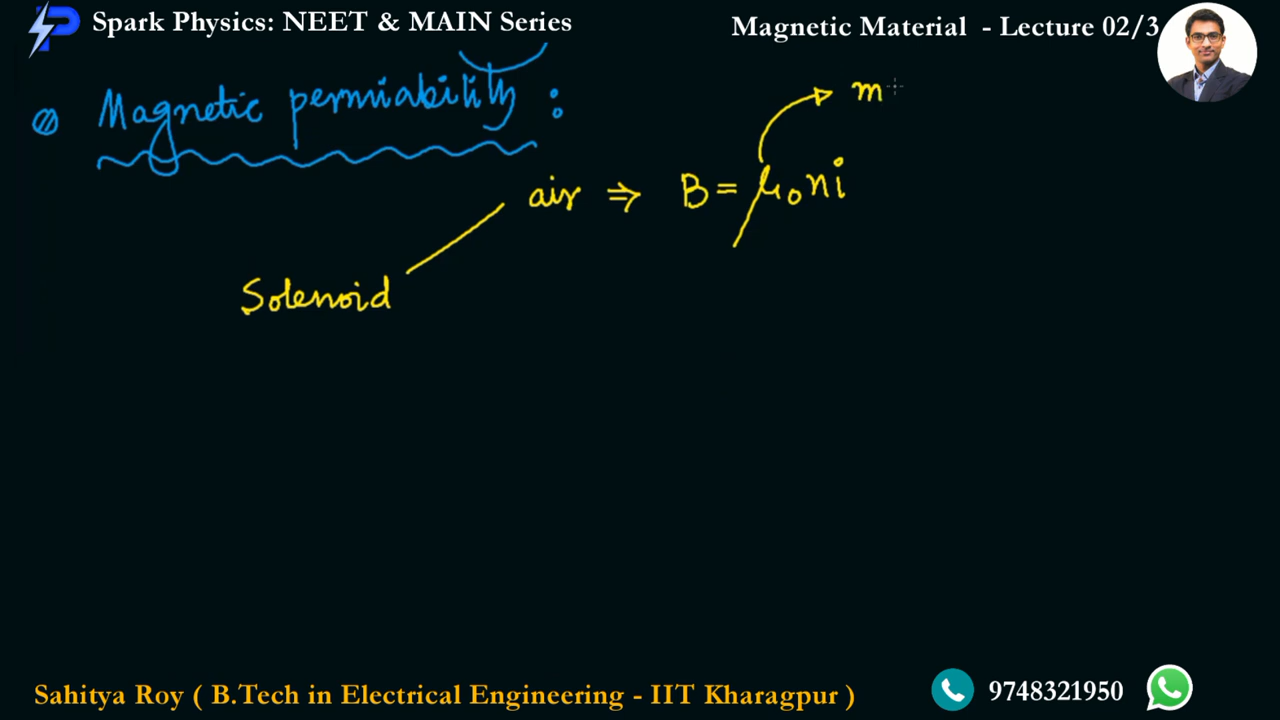 Spark Physics: NEET & MAIN Series
Magnetic Material - Lecture 02/3
Magnetic permiability :
m
air ⇒ B = μ₀ni
Solenoid
Sahitya Roy ( B.Tech in Electrical Engineering - IIT Kharagpur )
9748321950